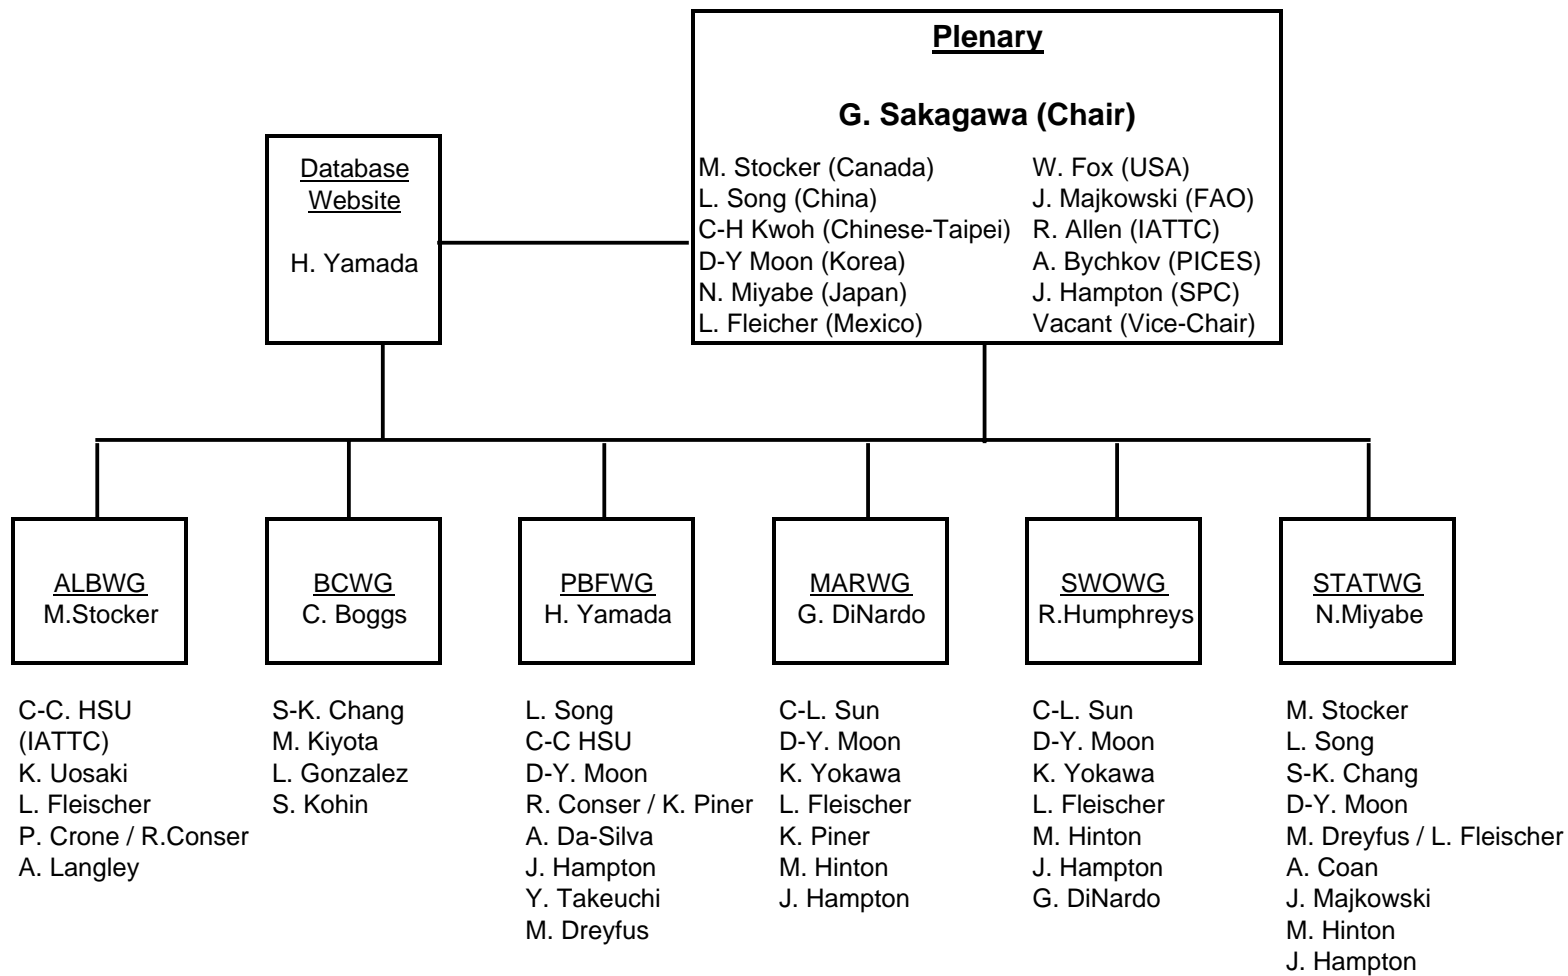 Plenary
G. Sakagawa (Chair)
M. Stocker (Canada)
L. Song (China)
C-H Kwoh (Chinese-Taipei)
D-Y Moon (Korea)
N. Miyabe (Japan)
L. Fleicher (Mexico)
W. Fox (USA)
J. Majkowski (FAO)
R. Allen (IATTC)
A. Bychkov (PICES)
J. Hampton (SPC)
Vacant (Vice-Chair)
Database
Website
H. Yamada
ALBWG
M.Stocker
C-C. HSU
(IATTC)
K. Uosaki
L. Fleischer
P. Crone / R.Conser
A. Langley
BCWG
C. Boggs
S-K. Chang
M. Kiyota
L. Gonzalez
S. Kohin
PBFWG
H. Yamada
L. Song
C-C HSU
D-Y. Moon
R. Conser / K. Piner
A. Da-Silva
J. Hampton
Y. Takeuchi
M. Dreyfus
MARWG
G. DiNardo
C-L. Sun
D-Y. Moon
K. Yokawa
L. Fleischer
K. Piner
M. Hinton
J. Hampton
SWOWG
R.Humphreys
C-L. Sun
D-Y. Moon
K. Yokawa
L. Fleischer
M. Hinton
J. Hampton
G. DiNardo
STATWG
N.Miyabe
M. Stocker
L. Song
S-K. Chang
D-Y. Moon
M. Dreyfus / L. Fleischer
A. Coan
J. Majkowski
M. Hinton
J. Hampton